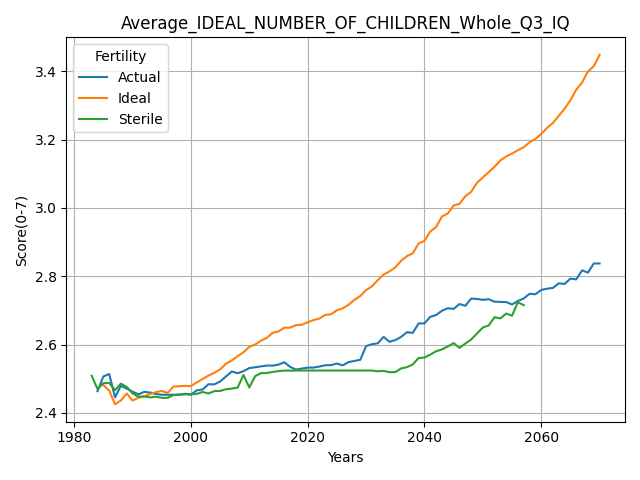 Average_IDEAL_NUMBER_OF_CHILDREN_Whole_Q3_IQ
Fertility
Actual
Ideal
Sterile
Score(0-7)
3.4
3.2
3.0
2.8
2.6
2.4
1980
2000
2020
2040
2060
Years